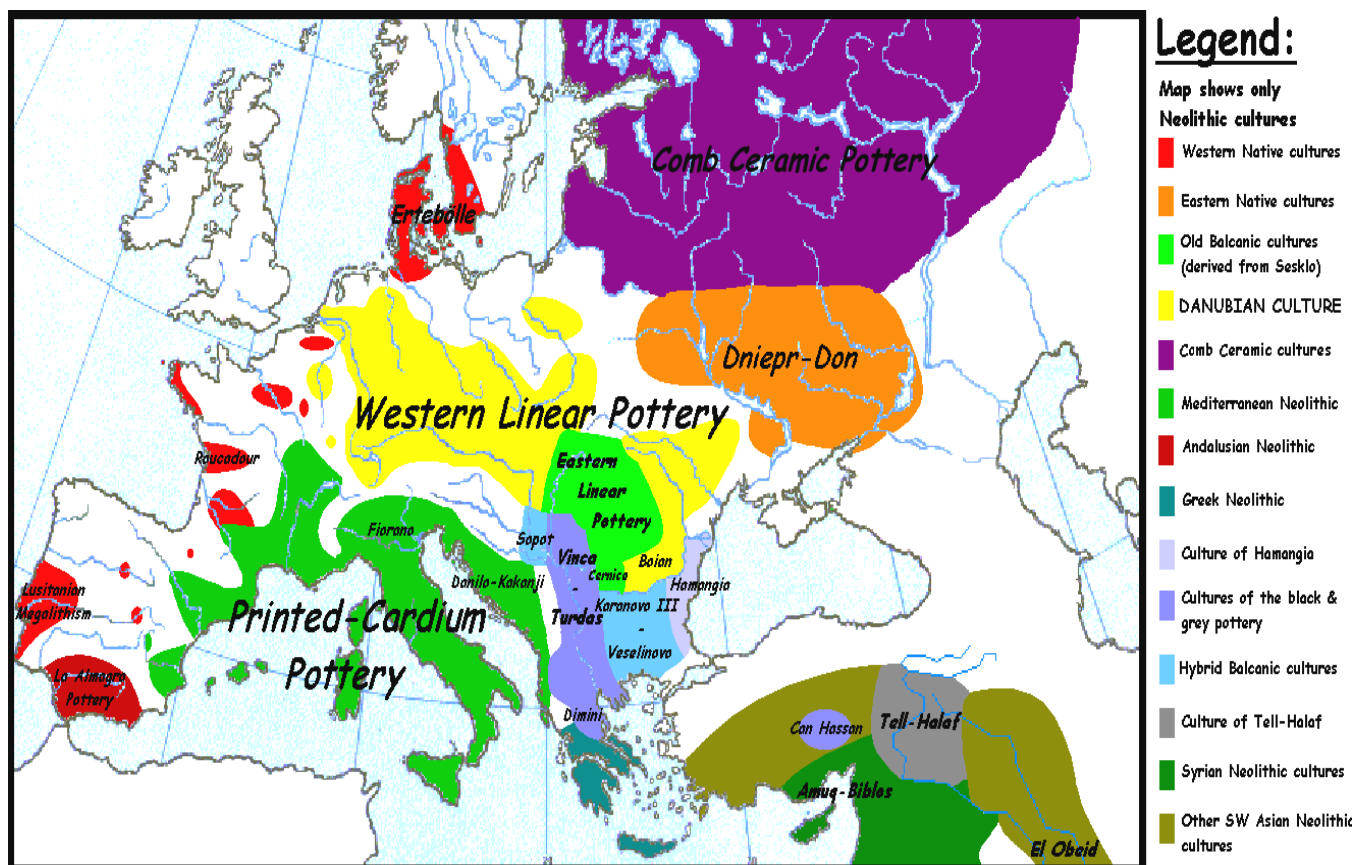 Comb Ceramic Pottery
Ertebölle
Dniepr-Don
Western Linear Pottery
Roucadour
Eastern
Linear
Pottery
Fiorano
Sopot
Vinca
-
Turdas
Boian
Cernica
Hamangia
Danilo-Kakanji
Lusitanian
Megalithism
Printed-Cardium
Pottery
Karanovo III
-
Veselinovo
La Almagra
Pottery
Dimini
Can Hassan
Tell-Halaf
Amuq-Biblos
El Obeid
Legend:
Map shows only
Neolithic cultures
Western Native cultures
Eastern Native cultures
Old Balcanic cultures
(derived from Sesklo)
DANUBIAN CULTURE
Comb Ceramic cultures
Mediterranean Neolithic
Andalusian Neolithic
Greek Neolithic
Culture of Hamangia
Cultures of the black &
grey pottery
Hybrid Balcanic cultures
Culture of Tell-Halaf
Syrian Neolithic cultures
Other SW Asian Neolithic
cultures